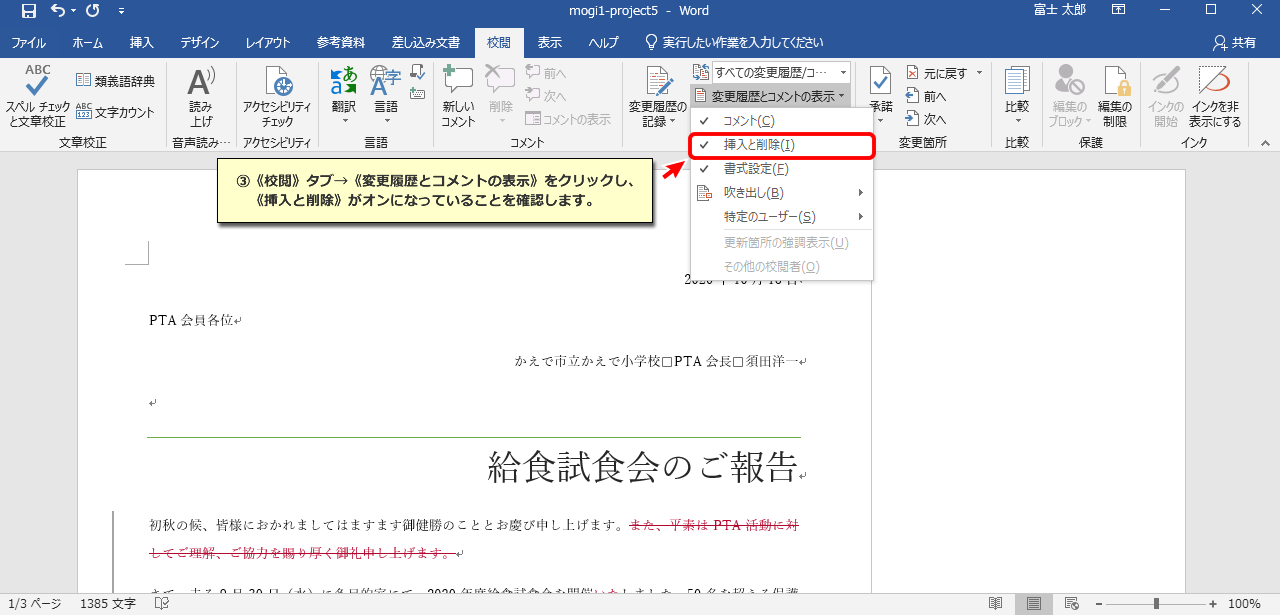 mogi1-project5 - Word
富士 太郎
ファイル ホーム 挿入 デザイン レイアウト 参考資料 差し込み文書 校閲 表示 ヘルプ 実行したい作業を入力してください 共有
ABC
スペル チェック
と文章校正
類義語辞典
ABC
123
文字カウント
文章校正
A
読み
上げ
音声読み…
アクセシビリティ
チェック
アクセシビリティ
あ
a
翻訳
字
A
言語
言語
新しい
コメント
削除
前へ
次へ
コメントの表示
コメント
変更履歴の
記録
すべての変更履歴/コ…
変更履歴とコメントの表示
コメント(C)
挿入と削除(I)
書式設定(F)
吹き出し(B)
特定のユーザー(S)
更新箇所の強調表示(U)
その他の校閲者(O)
承諾
元に戻す
前へ
次へ
変更箇所
比較
比較
編集の
ブロック
編集の
制限
保護
インクの
開始
インクを非
表示にする
インク
③《校閲》タブ→《変更履歴とコメントの表示》をクリックし、
《挿入と削除》がオンになっていることを確認します。
PTA 会員各位
かえで市立かえで小学校□PTA 会長□須田洋一
給食試食会のご報告
初秋の候、皆様におかれましてはますます御健勝のこととお慶び申し上げます。また、平素は PTA 活動に対
してご理解、ご協力を賜り厚く御礼申し上げます。
1/3 ページ 1385 文字 100%